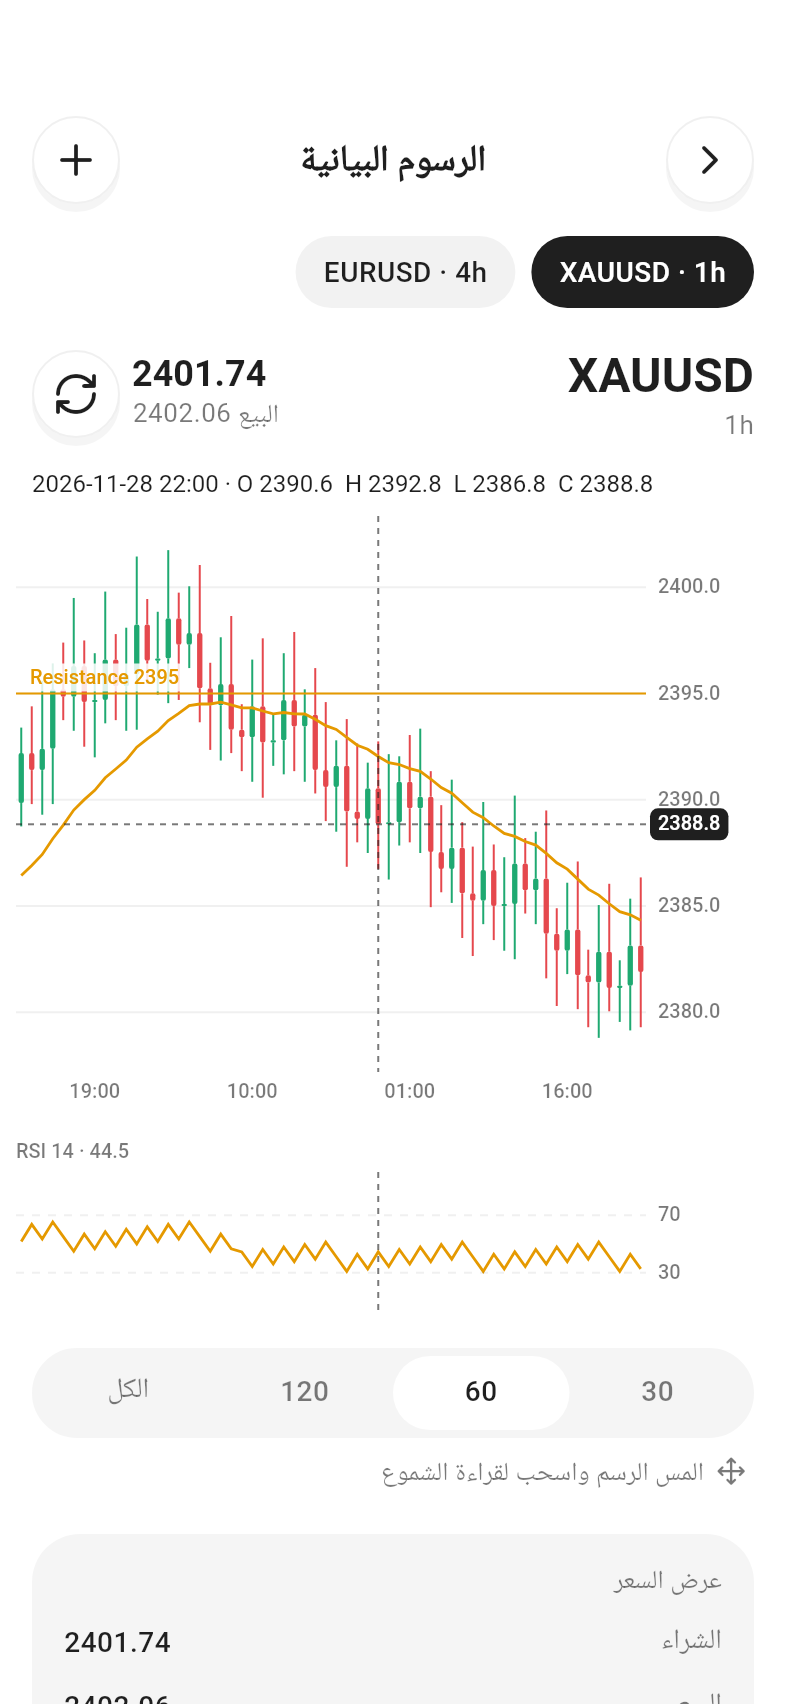 الرسوم البيانية
XAUUSD · 1h
EURUSD · 4h
XAUUSD
1h
2401.74
البيع 2402.06
2026-11-28 22:00 · O 2390.6 H 2392.8 L 2386.8 C 2388.8
2400.0
Resistance 2395
2395.0
2390.0
2388.8
2385.0
2380.0
19:00 10:00 01:00 16:00
RSI 14 · 44.5
70
30
30
60
120
الكل
المس الرسم واسحب لقراءة الشموع
عرض السعر
الشراء 2401.74